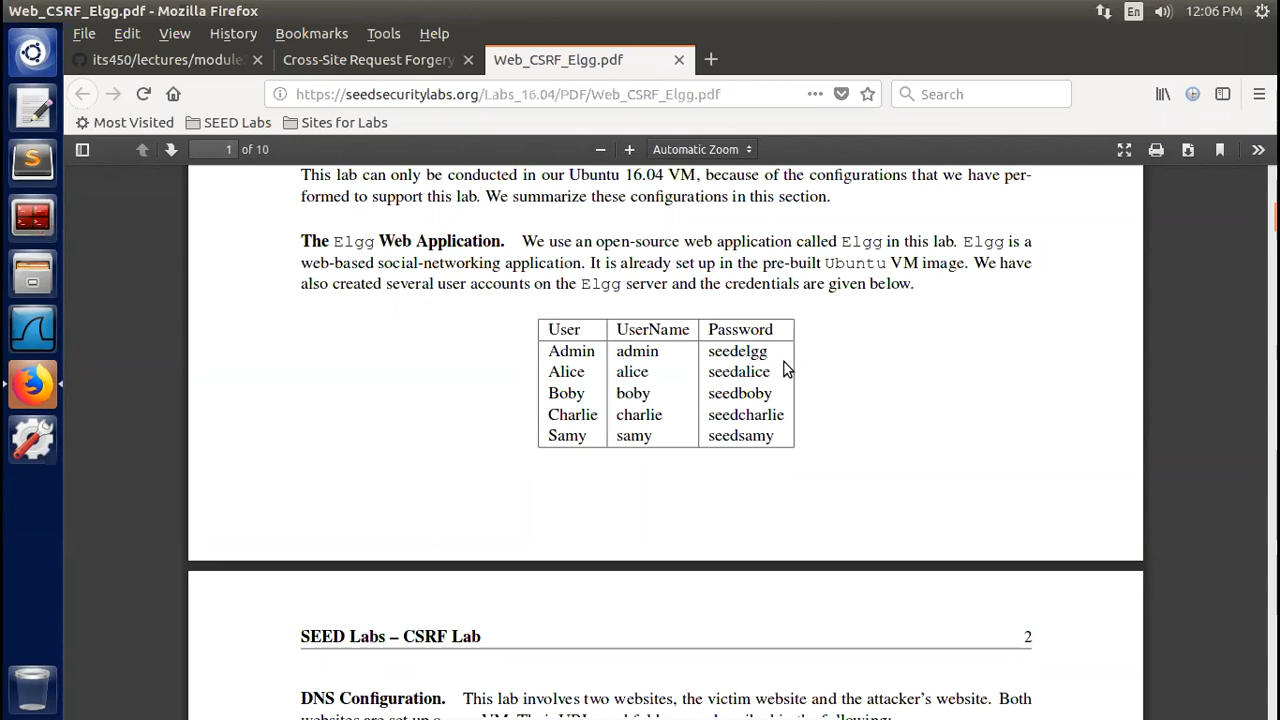 Web_CSRF_Elgg.pdf - Mozilla Firefox
En
12:06 PM
File Edit View History Bookmarks Tools Help
its450/lectures/module
Cross-Site Request Forgery
Web_CSRF_Elgg.pdf
https://seedsecuritylabs.org/Labs_16.04/PDF/Web_CSRF_Elgg.pdf
Search
Most Visited SEED Labs Sites for Labs
1 of 10
Automatic Zoom
This lab can only be conducted in our Ubuntu 16.04 VM, because of the configurations that we have per-
formed to support this lab. We summarize these configurations in this section.
The Elgg Web Application. We use an open-source web application called Elgg in this lab. Elgg is a
web-based social-networking application. It is already set up in the pre-built Ubuntu VM image. We have
also created several user accounts on the Elgg server and the credentials are given below.
User UserName Password
Admin admin seedelgg
Alice alice seedalice
Boby boby seedboby
Charlie charlie seedcharlie
Samy samy seedsamy
SEED Labs – CSRF Lab 2
DNS Configuration. This lab involves two websites, the victim website and the attacker's website. Both